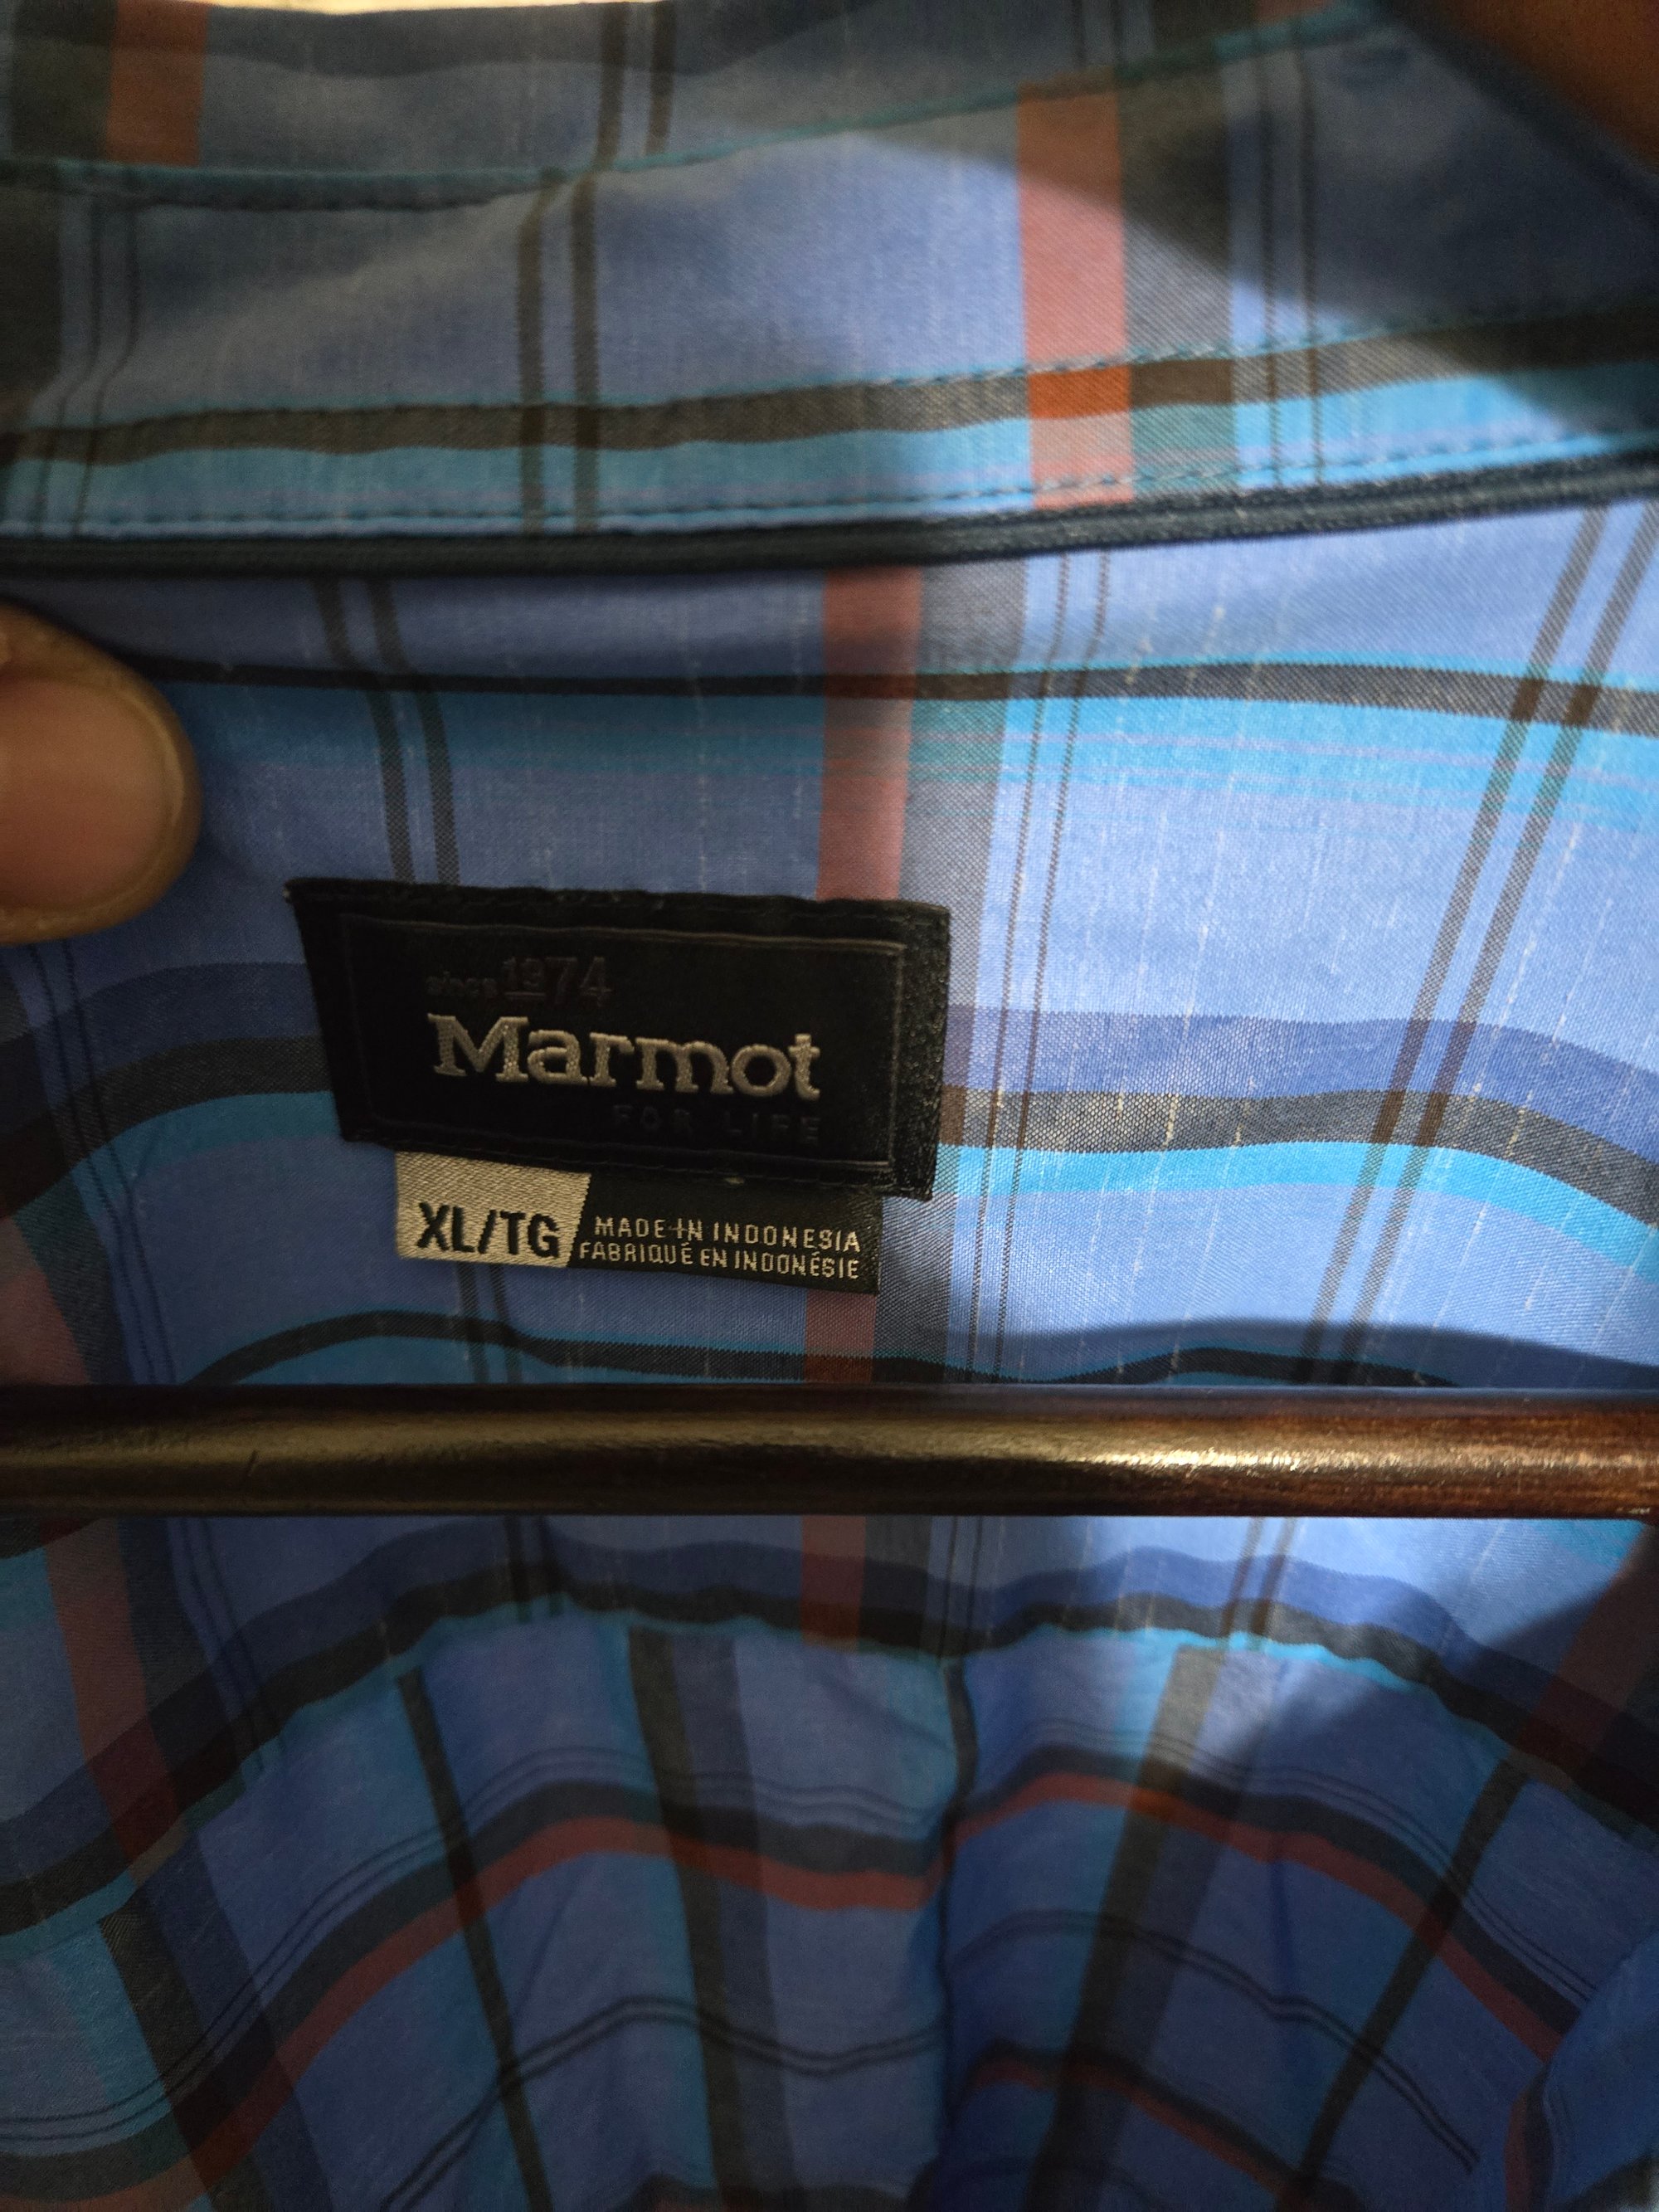 since 1974
Marmot
FOR LIFE
XL/TG
MADE IN INDONESIA
FABRIQUÉ EN INDONÉSIE